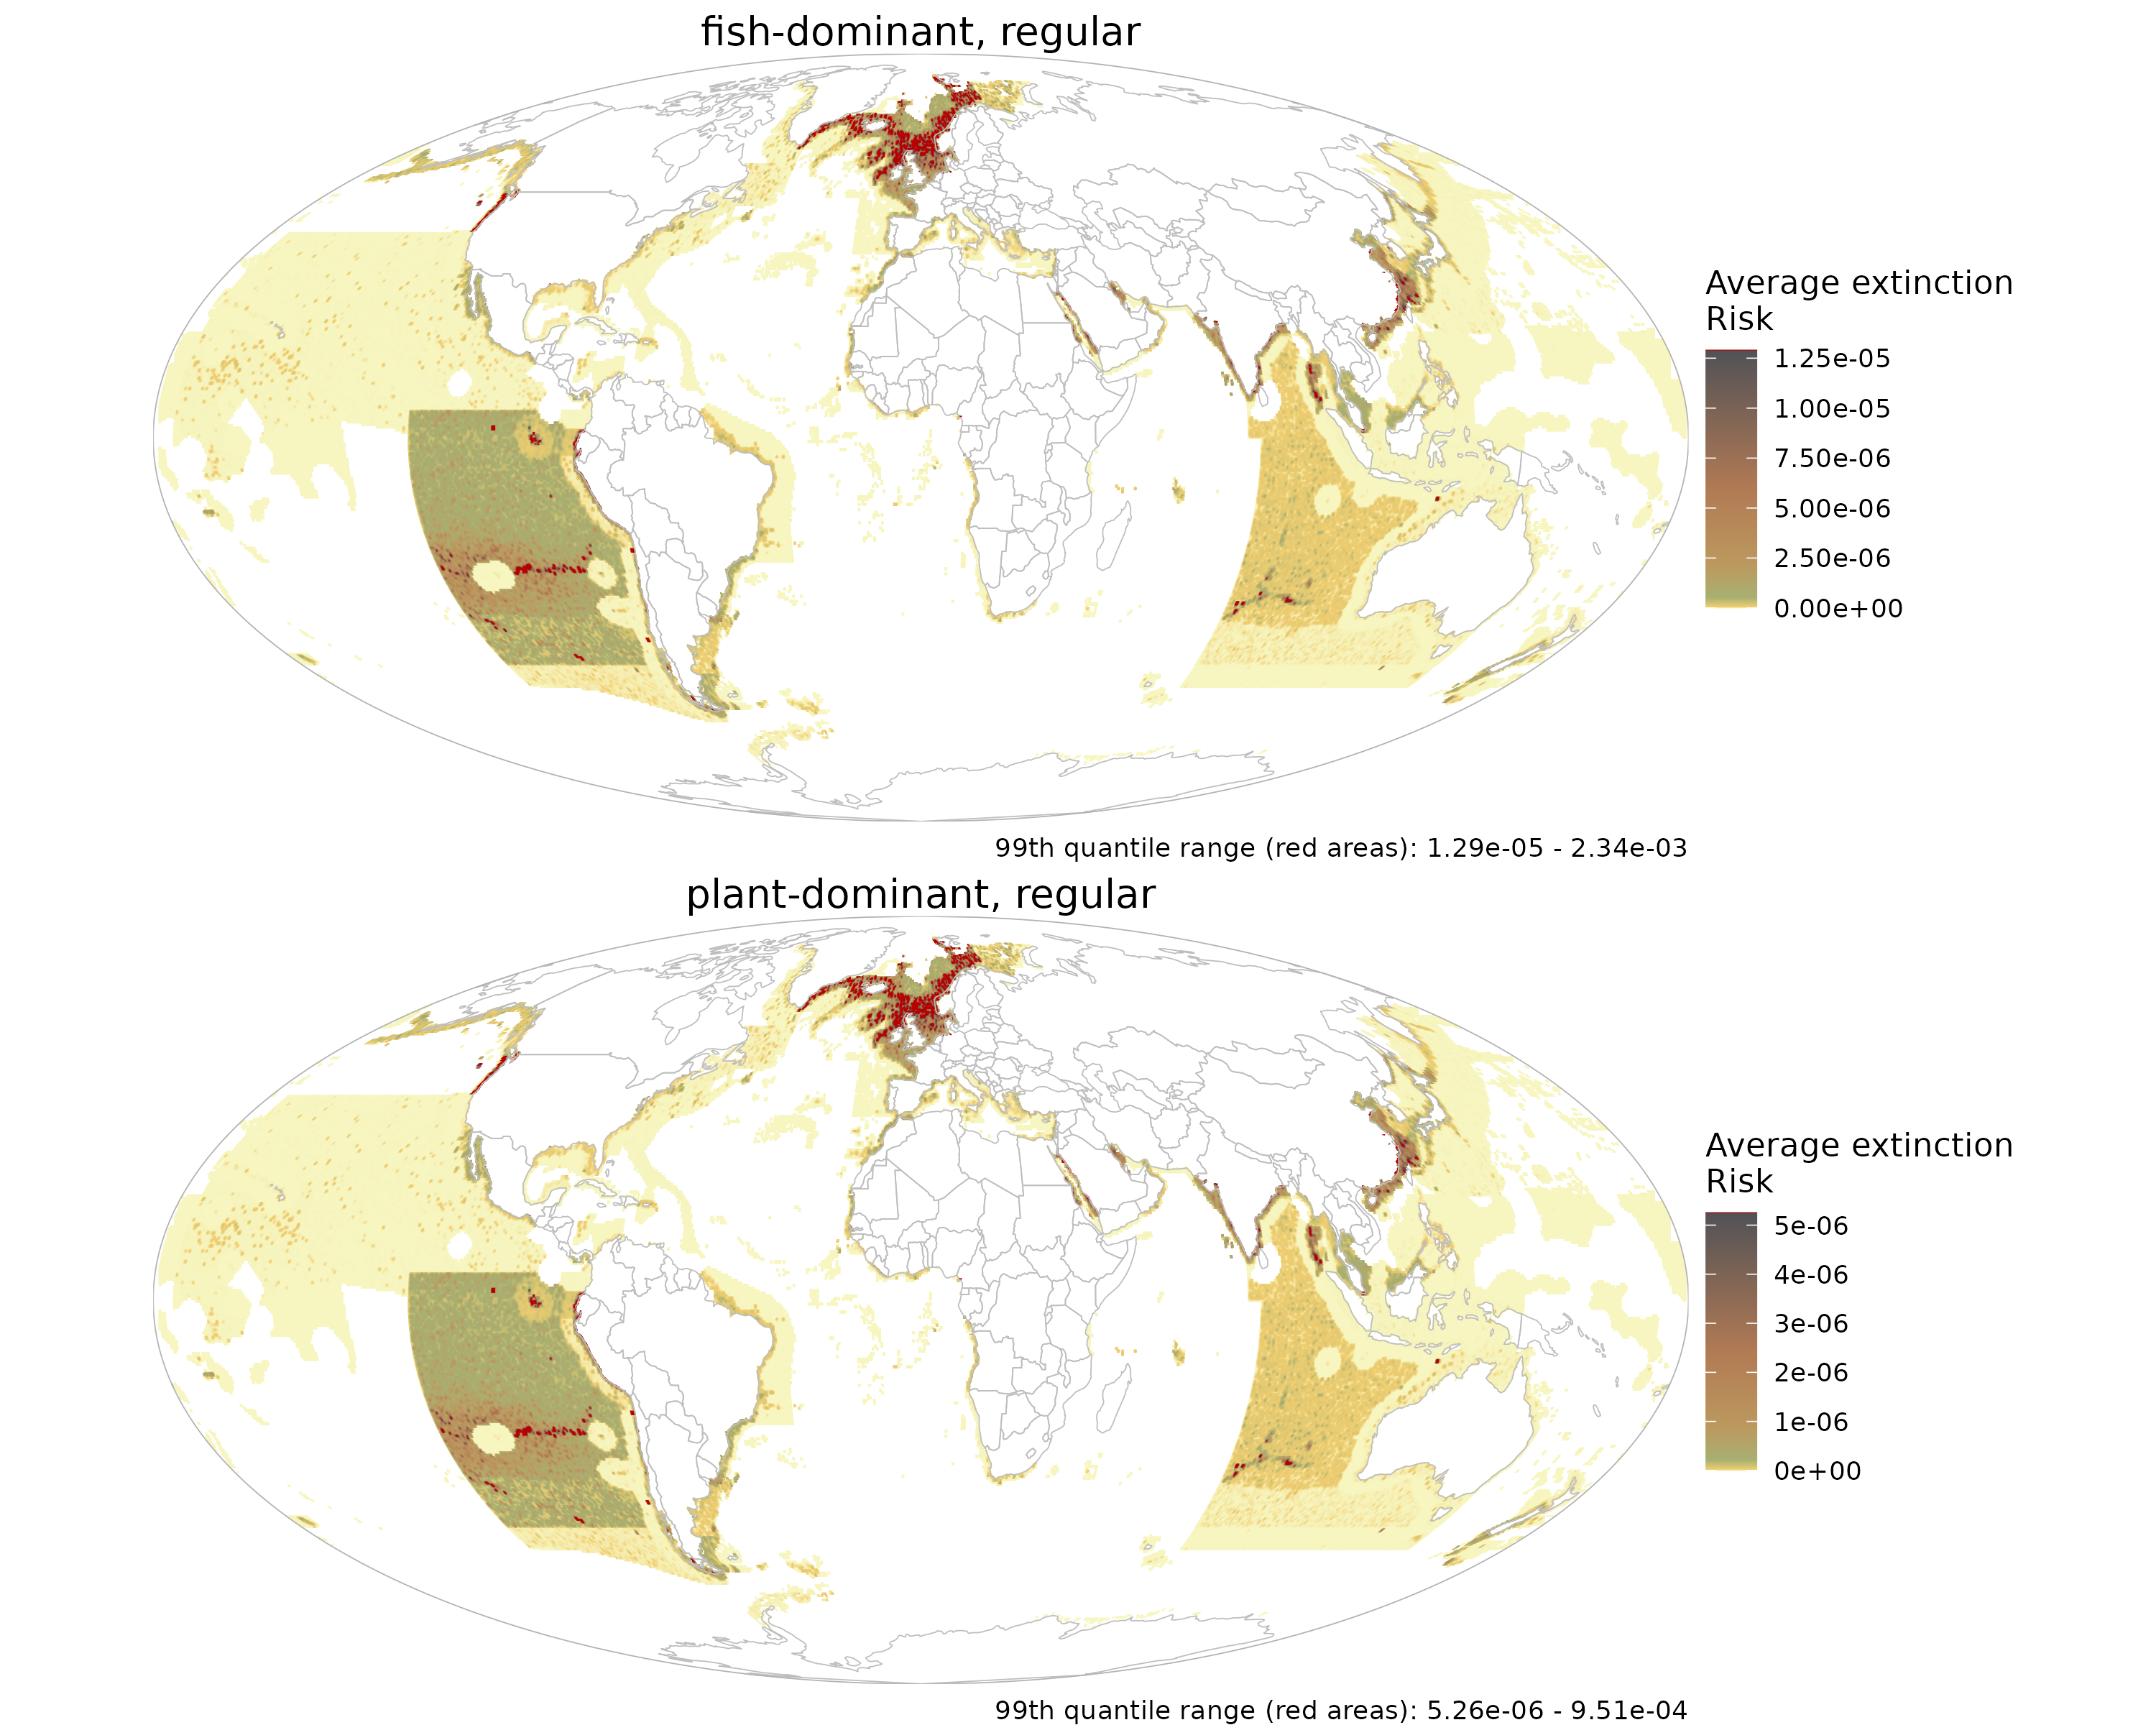 fish-dominant, regular
Average extinction
Risk
1.25e-05
1.00e-05
7.50e-06
5.00e-06
2.50e-06
0.00e+00
99th quantile range (red areas): 1.29e-05 - 2.34e-03
plant-dominant, regular
Average extinction
Risk
5e-06
4e-06
3e-06
2e-06
1e-06
0e+00
99th quantile range (red areas): 5.26e-06 - 9.51e-04